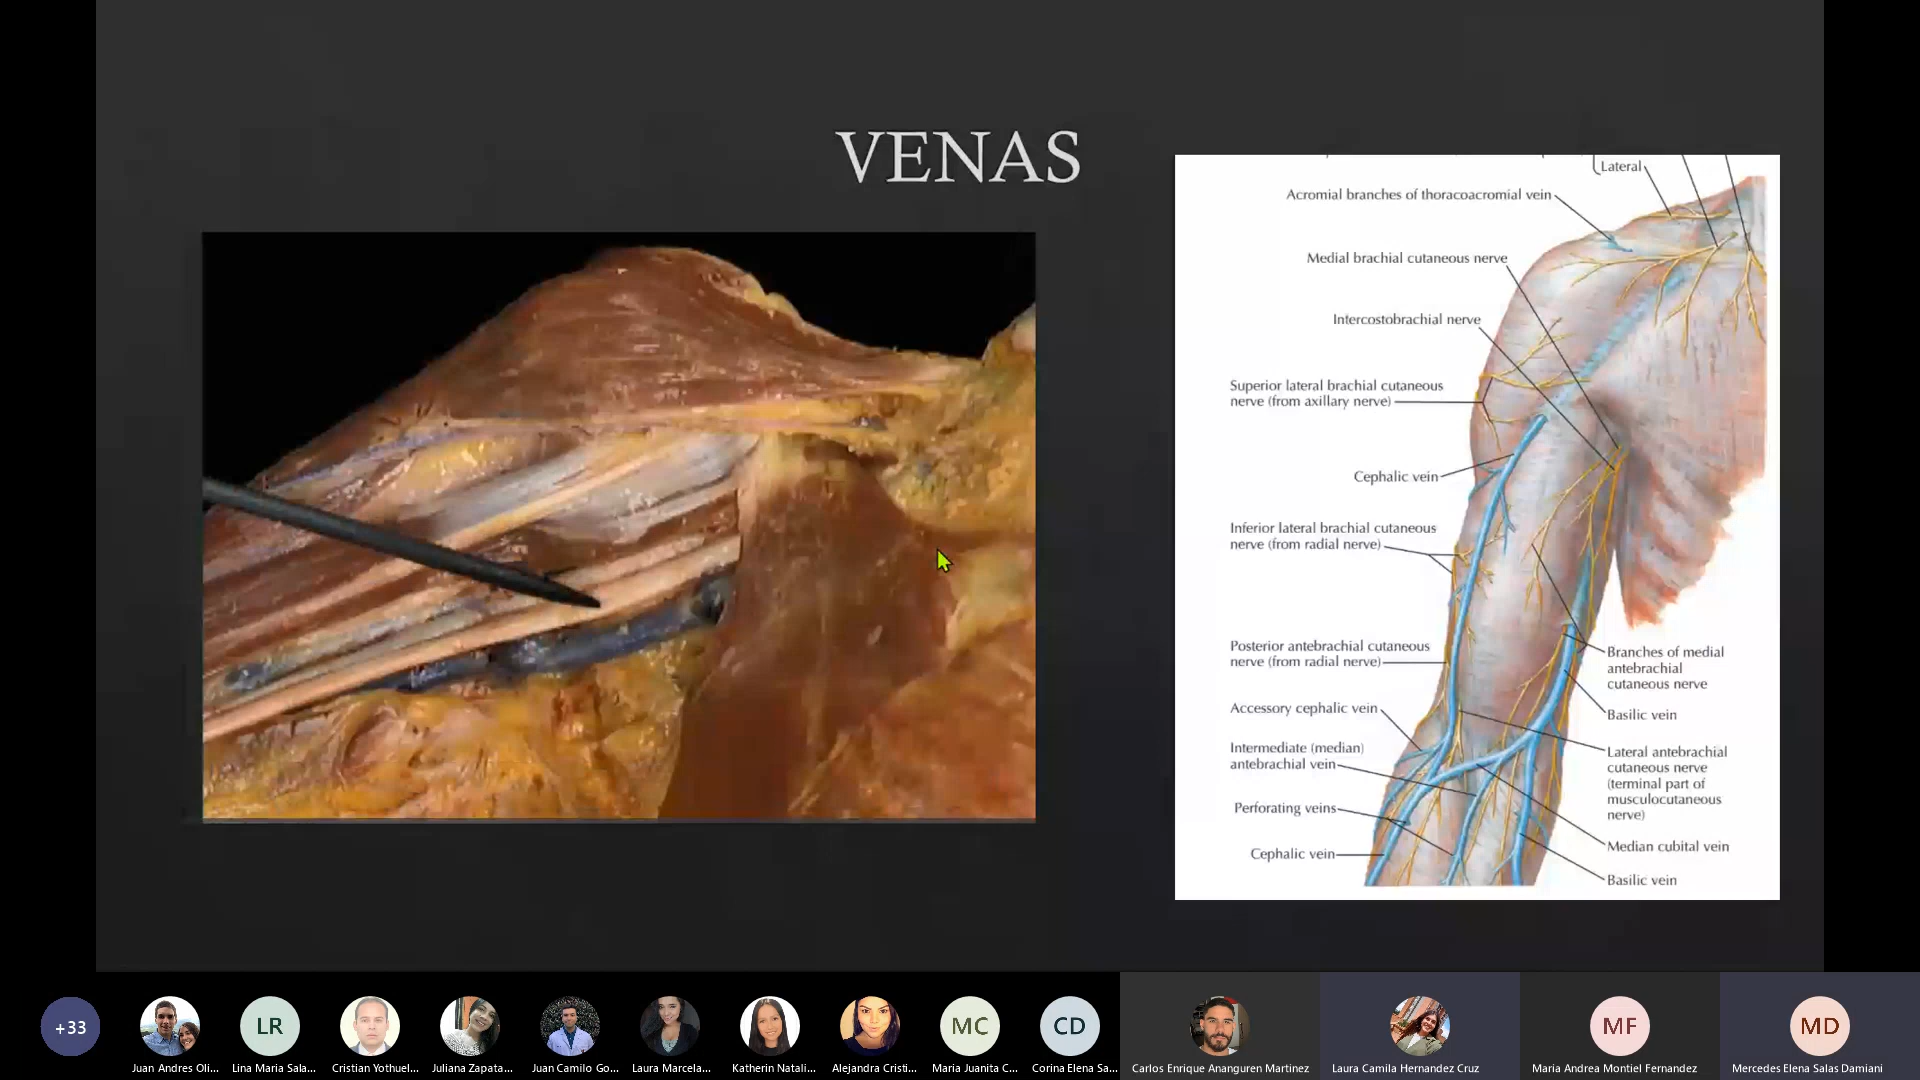 VENAS
Lateral
Acromial branches of thoracoacromial vein
Medial brachial cutaneous nerve
Intercostobrachial nerve
Superior lateral brachial cutaneous
nerve (from axillary nerve)
Cephalic vein
Inferior lateral brachial cutaneous
nerve (from radial nerve)
Posterior antebrachial cutaneous
nerve (from radial nerve)
Accessory cephalic vein
Intermediate (median)
antebrachial vein
Perforating veins
Cephalic vein
Branches of medial
antebrachial
cutaneous nerve
Basilic vein
Lateral antebrachial
cutaneous nerve
(terminal part of
musculocutaneous
nerve)
Median cubital vein
Basilic vein
+33
LR
MC
CD
MF
MD
Juan Andres Oli...
Lina Maria Sala...
Cristian Yothuel...
Juliana Zapata...
Juan Camilo Go...
Laura Marcela...
Katherin Natali...
Alejandra Cristi...
Maria Juanita C...
Corina Elena Sa...
Carlos Enrique Ananguren Martinez
Laura Camila Hernandez Cruz
Maria Andrea Montiel Fernandez
Mercedes Elena Salas Damiani